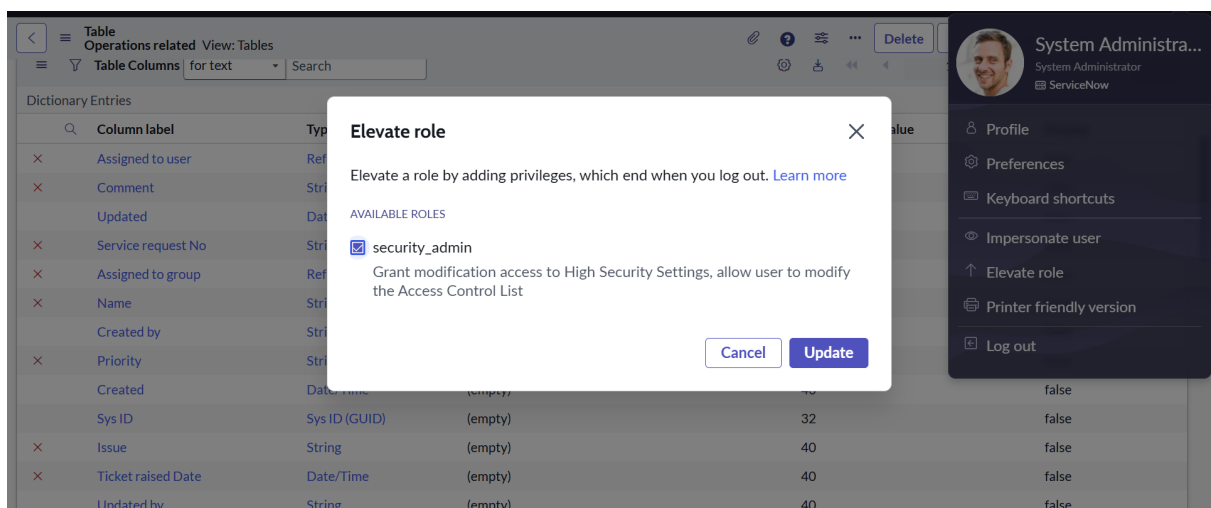 Table
Operations related View: Tables
Delete
Table Columns for text Search
Dictionary Entries
Column label
Assigned to user
Comment
Updated
Service request No
Assigned to group
Name
Created by
Priority
Created
Sys ID Sys ID (GUID) (empty) 32 false
Issue String (empty) 40 false
Ticket raised Date Date/Time (empty) 40 false
Updated by String (empty) 40 false
(empty) 40 false
Elevate role
Elevate a role by adding privileges, which end when you log out. Learn more
AVAILABLE ROLES
security_admin
Grant modification access to High Security Settings, allow user to modify
the Access Control List
Cancel Update
System Administra...
System Administrator
ServiceNow
Profile
Preferences
Keyboard shortcuts
Impersonate user
Elevate role
Printer friendly version
Log out